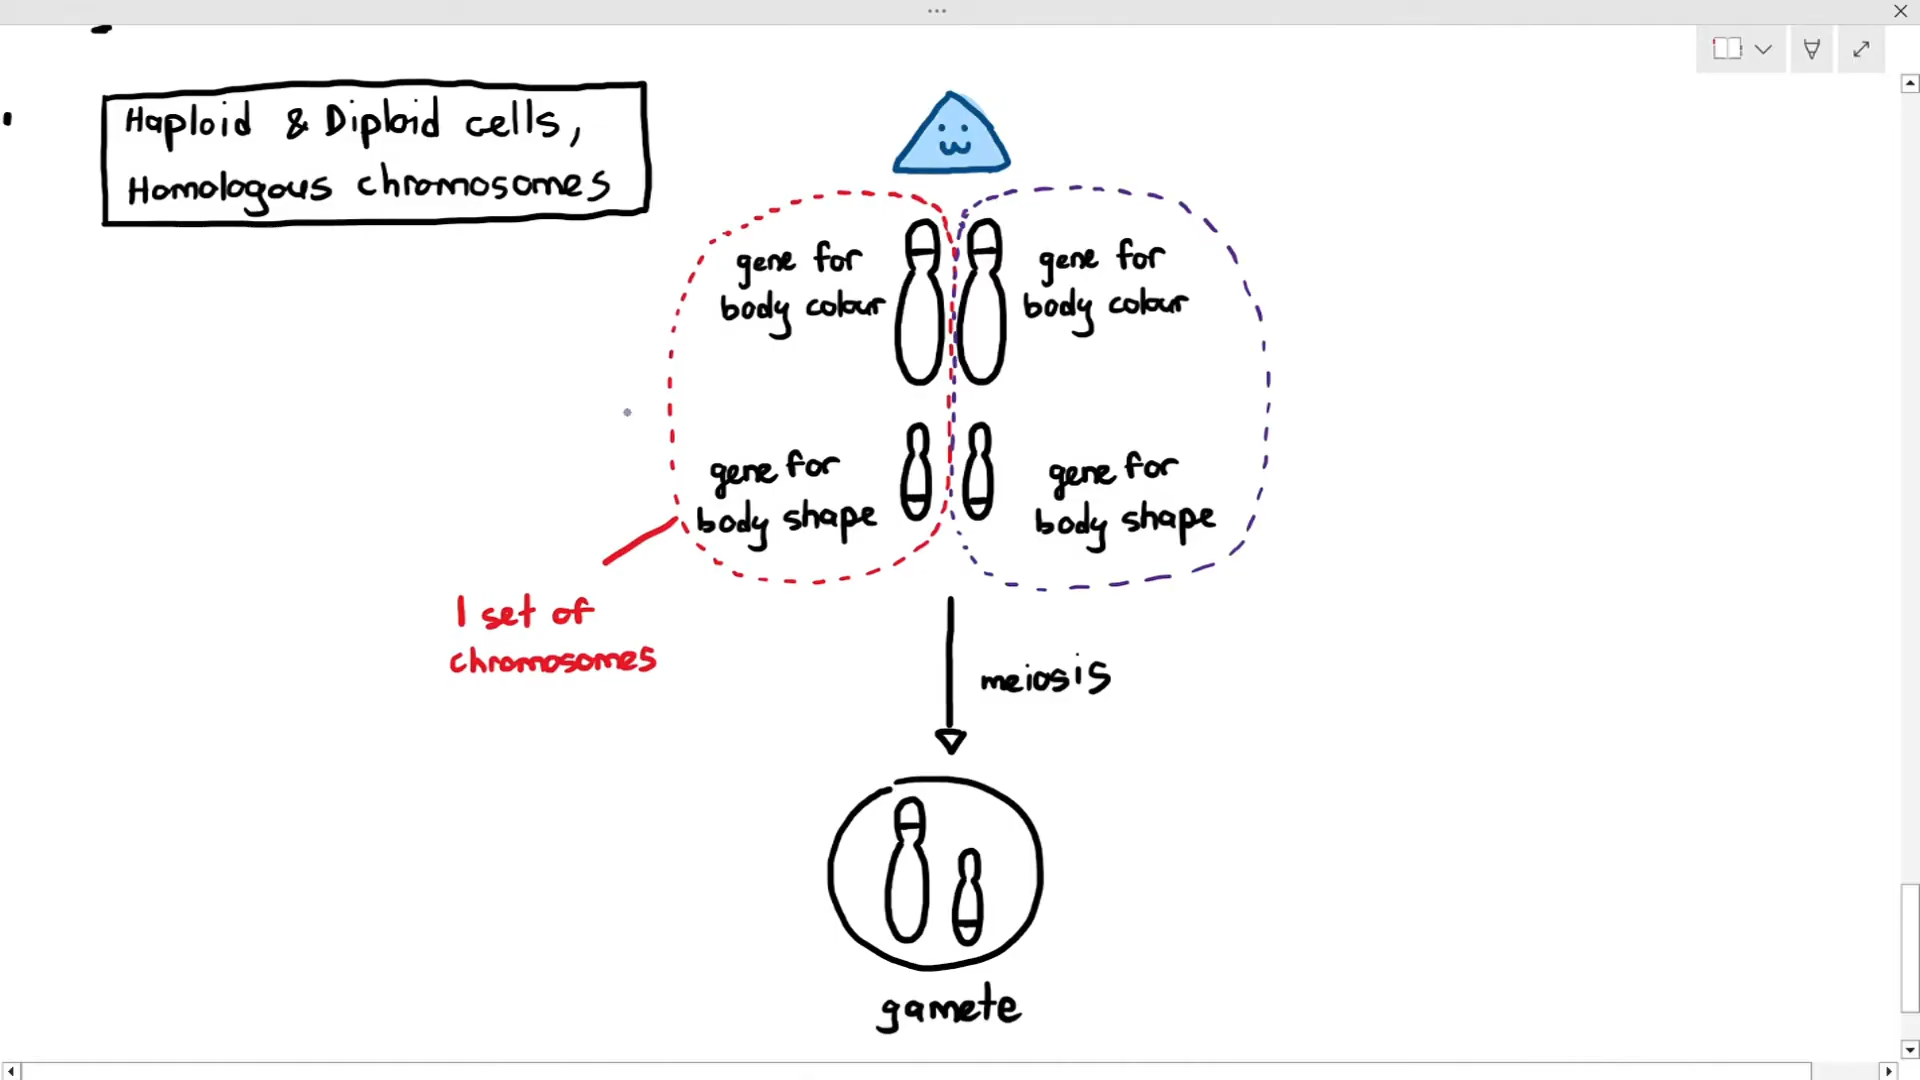 Haploid & Diploid cells,
Homologous chromosomes
gene for
body colour
gene for
body colour
gene for
body shape
gene for
body shape
1 set of
chromosomes
meiosis
gamete